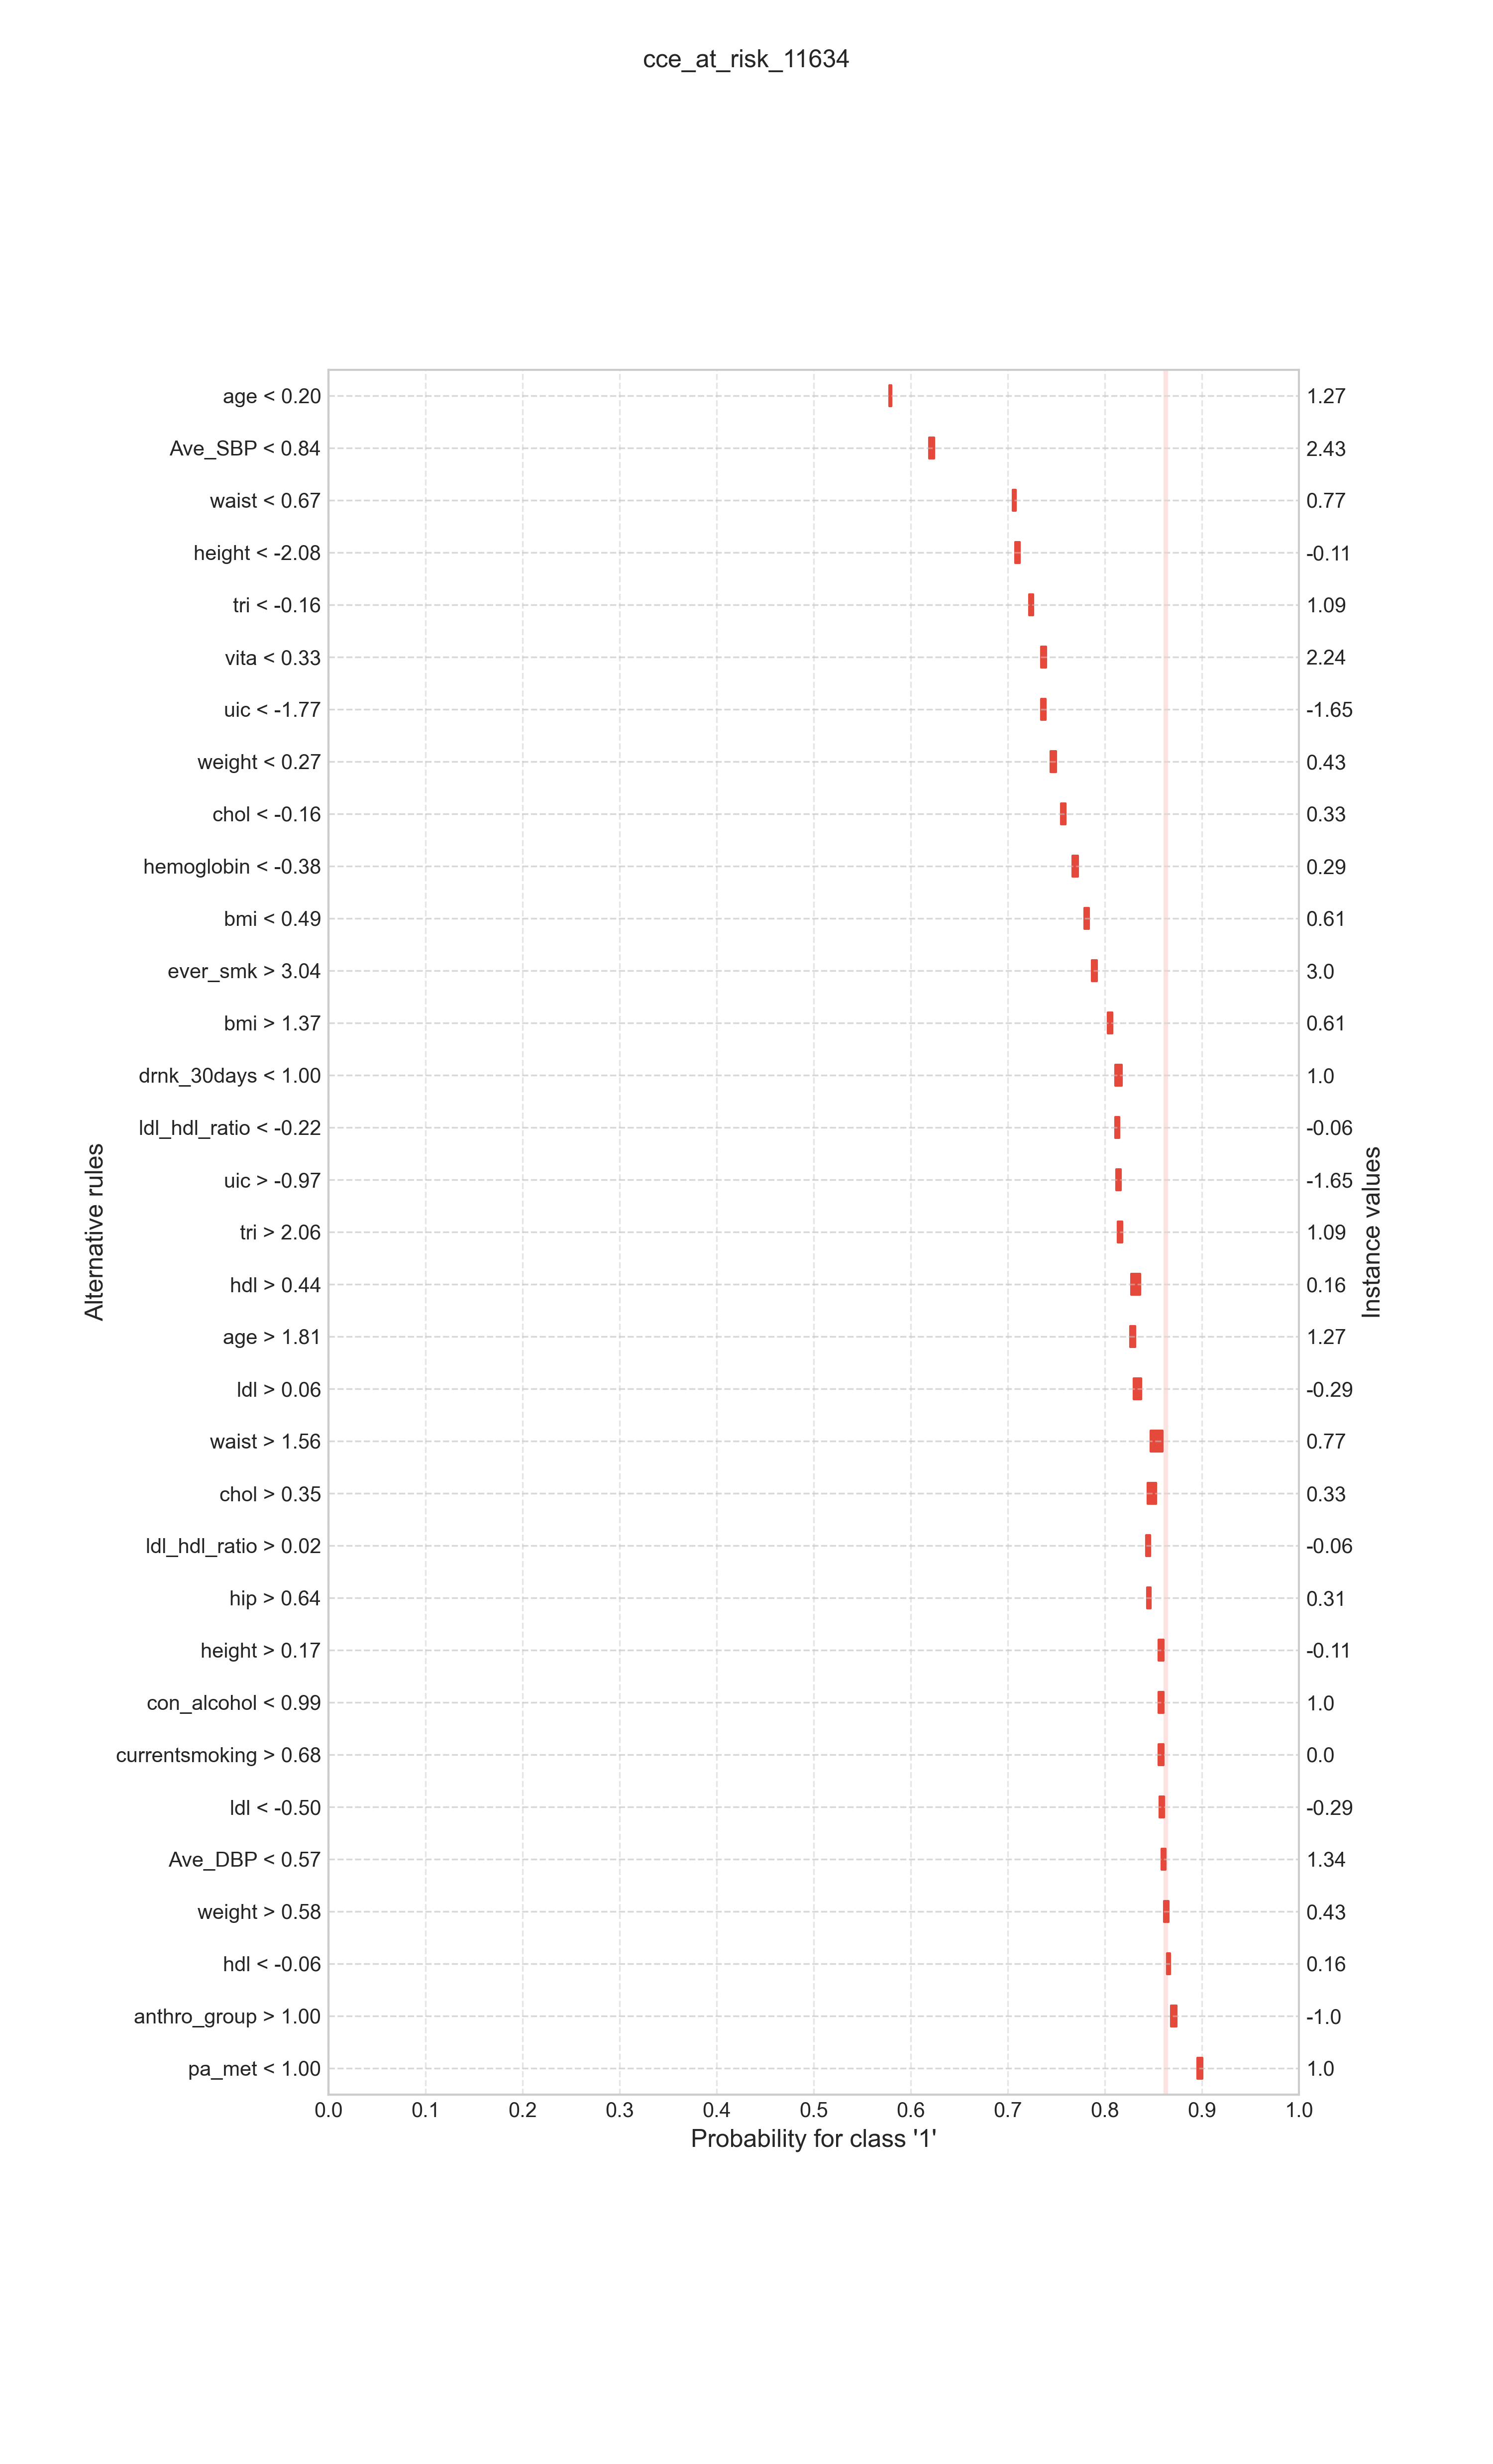 cce_at_risk_11634
age < 0.20 1.27
Ave_SBP < 0.84 2.43
waist < 0.67 0.77
height < -2.08 -0.11
tri < -0.16 1.09
vita < 0.33 2.24
uic < -1.77 -1.65
weight < 0.27 0.43
chol < -0.16 0.33
hemoglobin < -0.38 0.29
bmi < 0.49 0.61
ever_smk > 3.04 3.0
bmi > 1.37 0.61
drnk_30days < 1.00 1.0
ldl_hdl_ratio < -0.22 -0.06
uic > -0.97 -1.65
tri > 2.06 1.09
hdl > 0.44 0.16
age > 1.81 1.27
ldl > 0.06 -0.29
waist > 1.56 0.77
chol > 0.35 0.33
ldl_hdl_ratio > 0.02 -0.06
hip > 0.64 0.31
height > 0.17 -0.11
con_alcohol < 0.99 1.0
currentsmoking > 0.68 0.0
ldl < -0.50 -0.29
Ave_DBP < 0.57 1.34
weight > 0.58 0.43
hdl < -0.06 0.16
anthro_group > 1.00 -1.0
pa_met < 1.00 1.0
Alternative rules
Instance values
0.0 0.1 0.2 0.3 0.4 0.5 0.6 0.7 0.8 0.9 1.0
Probability for class '1'